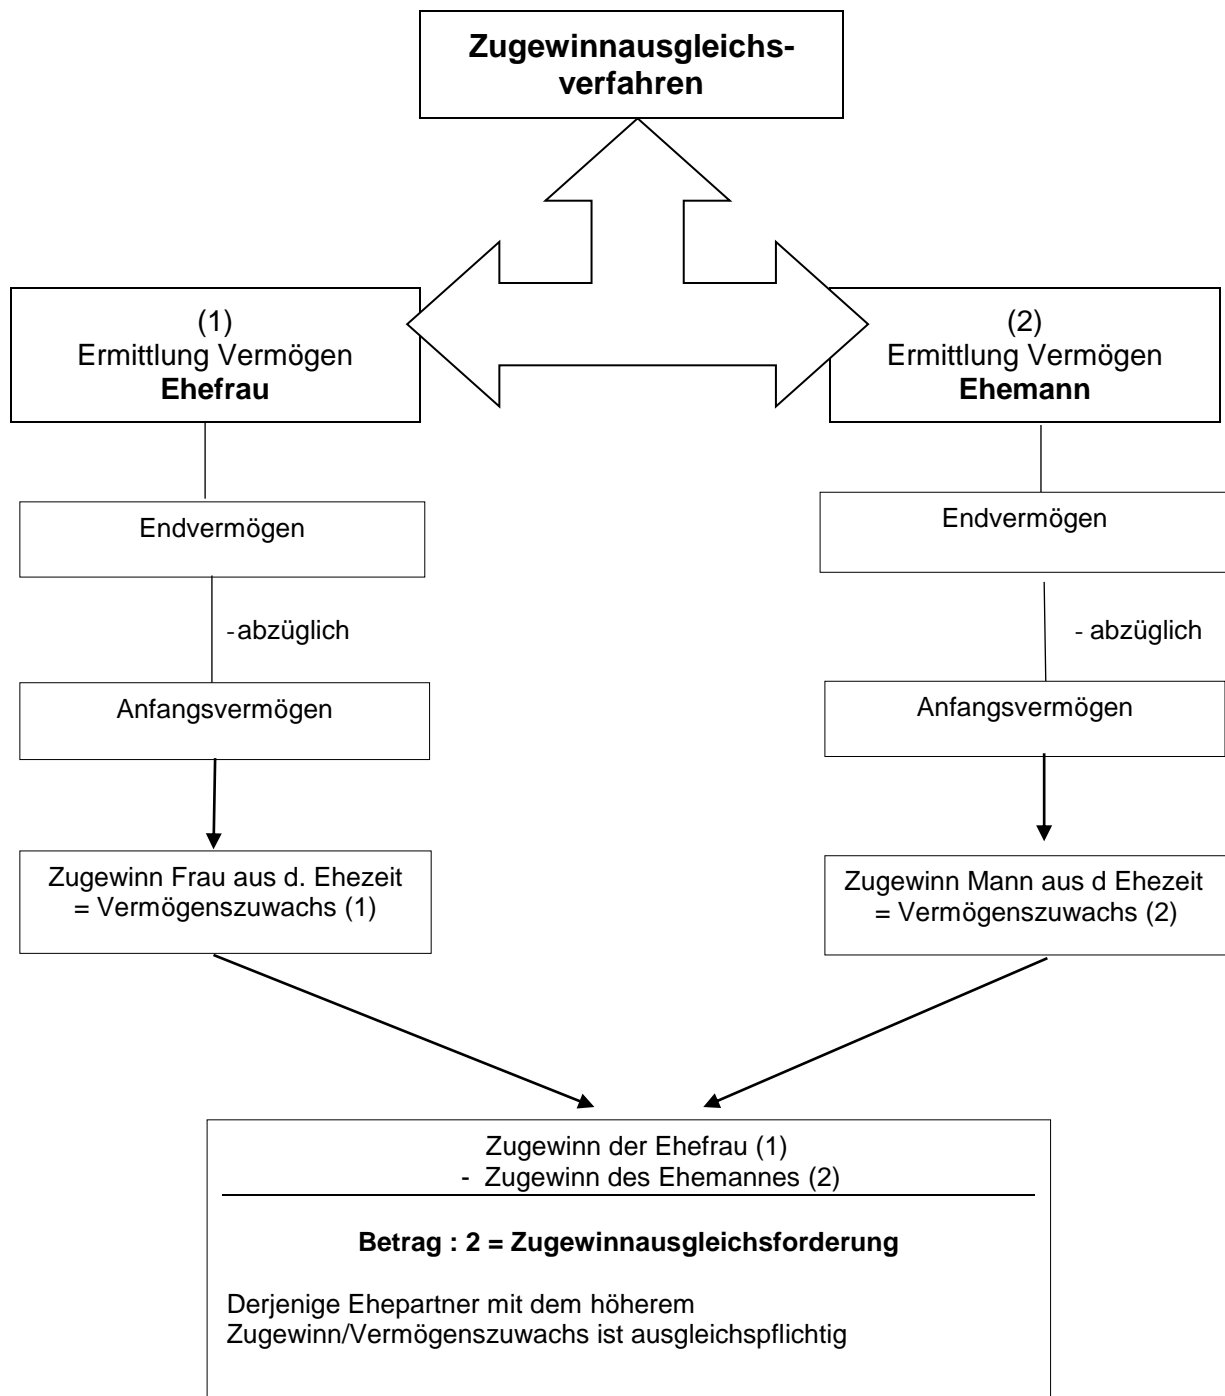 Zugewinnausgleichs-
verfahren
(1)
Ermittlung Vermögen
Ehefrau
(2)
Ermittlung Vermögen
Ehemann
Endvermögen
Endvermögen
-abzüglich
- abzüglich
Anfangsvermögen
Anfangsvermögen
Zugewinn Frau aus d. Ehezeit
= Vermögenszuwachs (1)
Zugewinn Mann aus d Ehezeit
= Vermögenszuwachs (2)
Zugewinn der Ehefrau (1)
- Zugewinn des Ehemannes (2)
Betrag : 2 = Zugewinnausgleichsforderung
Derjenige Ehepartner mit dem höherem
Zugewinn/Vermögenszuwachs ist ausgleichspflichtig